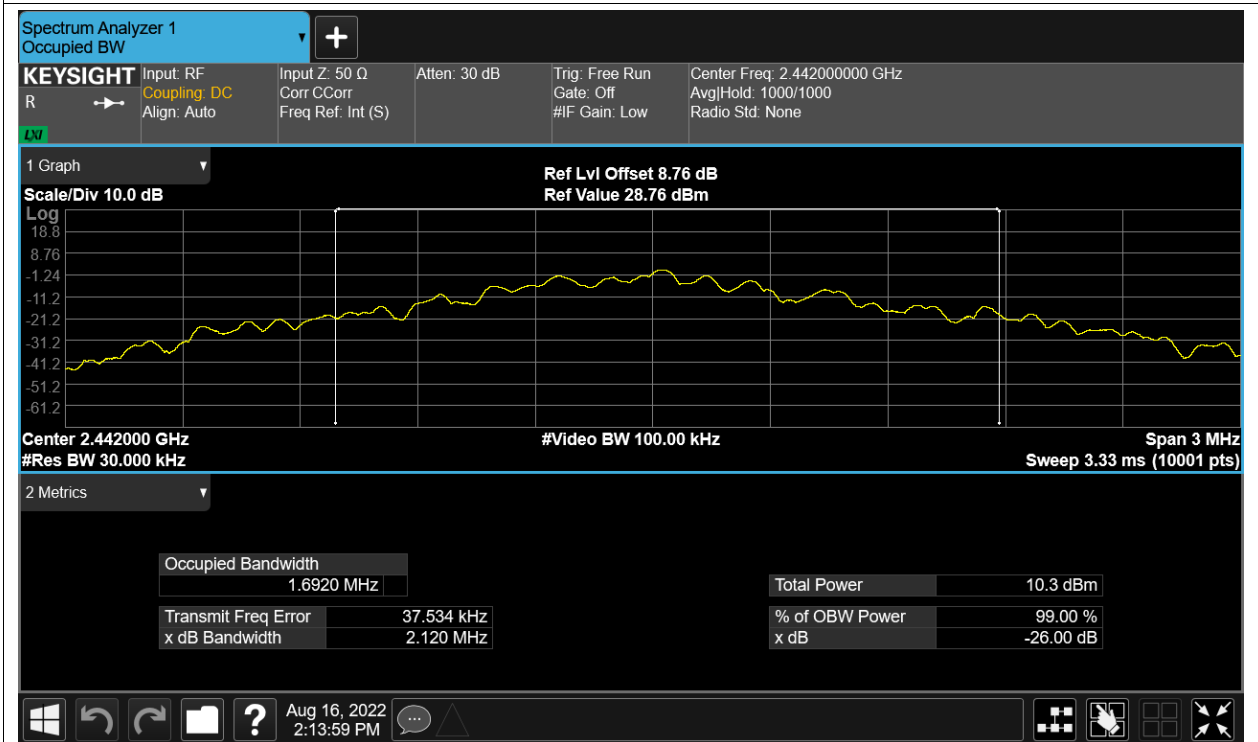 Spectrum Analyzer 1
Occupied BW
KEYSIGHT
R
LXI
Input: RF
Coupling: DC
Align: Auto
Input Z: 50 Ω
Corr CCorr
Freq Ref: Int (S)
Atten: 30 dB
Trig: Free Run
Gate: Off
#IF Gain: Low
Center Freq: 2.442000000 GHz
Avg|Hold: 1000/1000
Radio Std: None
1 Graph
Scale/Div 10.0 dB
Ref Lvl Offset 8.76 dB
Ref Value 28.76 dBm
Log
18.8
8.76
-1.24
-11.2
-21.2
-31.2
-41.2
-51.2
-61.2
Center 2.442000 GHz
#Res BW 30.000 kHz
#Video BW 100.00 kHz
Span 3 MHz
Sweep 3.33 ms (10001 pts)
2 Metrics
Occupied Bandwidth
1.6920 MHz
Transmit Freq Error 37.534 kHz
x dB Bandwidth 2.120 MHz
Total Power 10.3 dBm
% of OBW Power 99.00 %
x dB -26.00 dB
?
Aug 16, 2022
2:13:59 PM